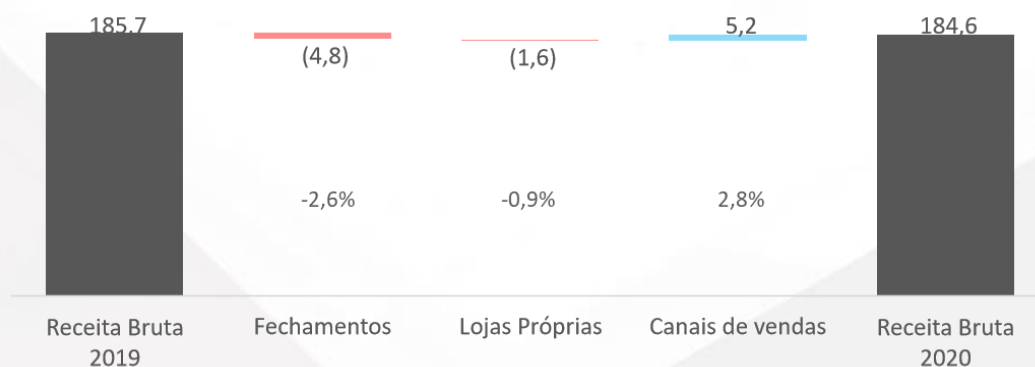 185,7
(4,8)
(1,6)
5,2
184,6
-2,6%
-0,9%
2,8%
Receita Bruta
2019
Fechamentos
Lojas Próprias
Canais de vendas
Receita Bruta
2020